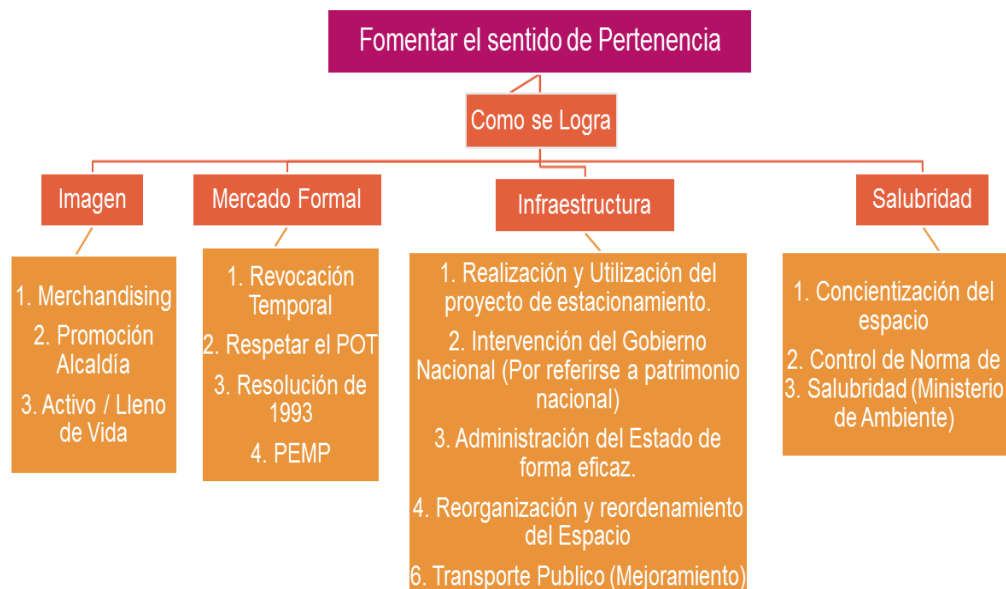 Fomentar el sentido de Pertenencia
Como se Logra
Imagen
1. Merchandising
2. Promoción
Alcaldía
3. Activo / Lleno
de Vida
Mercado Formal
1. Revocación
Temporal
2. Respetar el POT
3. Resolución de
1993
4. PEMP
Infraestructura
1. Realización y Utilización del
proyecto de estacionamiento.
2. Intervención del Gobierno
Nacional (Por referirse a patrimonio
nacional)
3. Administración del Estado de
forma eficaz.
4. Reorganización y reordenamiento
del Espacio
6. Transporte Publico (Mejoramiento)
Salubridad
1. Concientización del
espacio
2. Control de Norma de
3. Salubridad (Ministerio
de Ambiente)